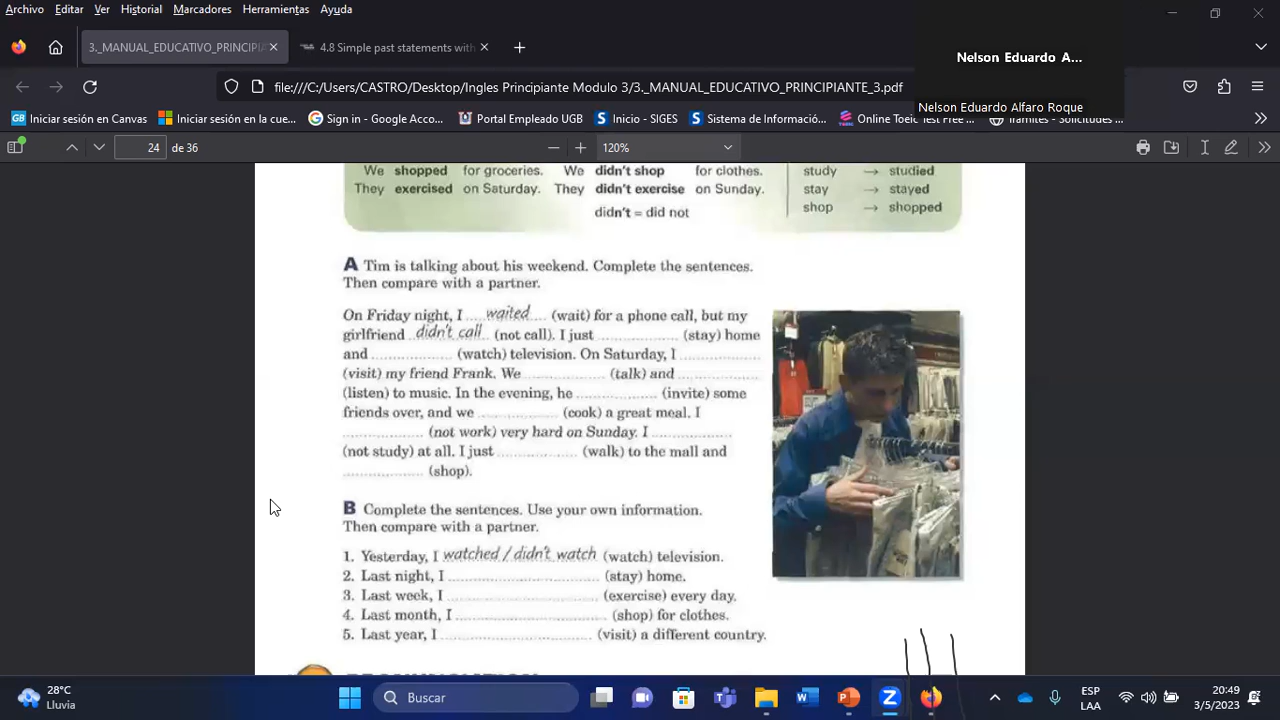 Archivo Editar Ver Historial Marcadores Herramientas Ayuda
Nelson Eduardo A...
3._MANUAL_EDUCATIVO_PRINCIPIA
4.8 Simple past statements with
file:///C:/Users/CASTRO/Desktop/Ingles Principiante Modulo 3/3._MANUAL_EDUCATIVO_PRINCIPIANTE_3.pdf
Nelson Eduardo Alfaro Roque
Iniciar sesión en Canvas Iniciar sesión en la cue... Sign in - Google Acco... Portal Empleado UGB Inicio - SIGES Sistema de Informació... Online Toeic Test Free ... Trámites - Solicitudes ...
24 de 36
120%
We shopped for groceries. We didn't shop for clothes. study → studied
They exercised on Saturday. They didn't exercise on Sunday. stay → stayed
didn't = did not shop → shopped
A Tim is talking about his weekend. Complete the sentences.
Then compare with a partner.
On Friday night, I waited (wait) for a phone call, but my
girlfriend didn't call (not call). I just ............ (stay) home
and ............ (watch) television. On Saturday, I ............
(visit) my friend Frank. We ............ (talk) and ............
(listen) to music. In the evening, he ............ (invite) some
friends over, and we ............ (cook) a great meal. I
............ (not work) very hard on Sunday. I ............
(not study) at all. I just ............ (walk) to the mall and
............ (shop).
B Complete the sentences. Use your own information.
Then compare with a partner.
1. Yesterday, I watched / didn't watch (watch) television.
2. Last night, I ............ (stay) home.
3. Last week, I ............ (exercise) every day.
4. Last month, I ............ (shop) for clothes.
5. Last year, I ............ (visit) a different country.
28°C
Lluvia
Buscar
ESP
LAA
20:49
3/5/2023